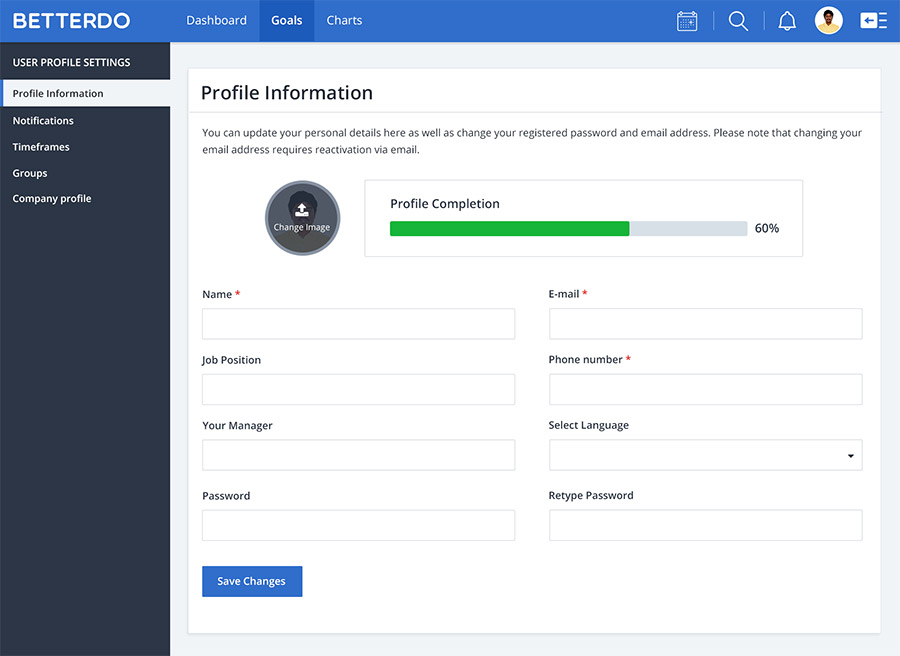 BETTERDO
Dashboard
Goals
Charts
USER PROFILE SETTINGS
Profile Information
Notifications
Timeframes
Groups
Company profile
Profile Information
You can update your personal details here as well as change your registered password and email address. Please note that changing your
email address requires reactivation via email.
Change Image
Profile Completion
60%
Name *
E-mail *
Job Position
Phone number *
Your Manager
Select Language
Password
Retype Password
Save Changes